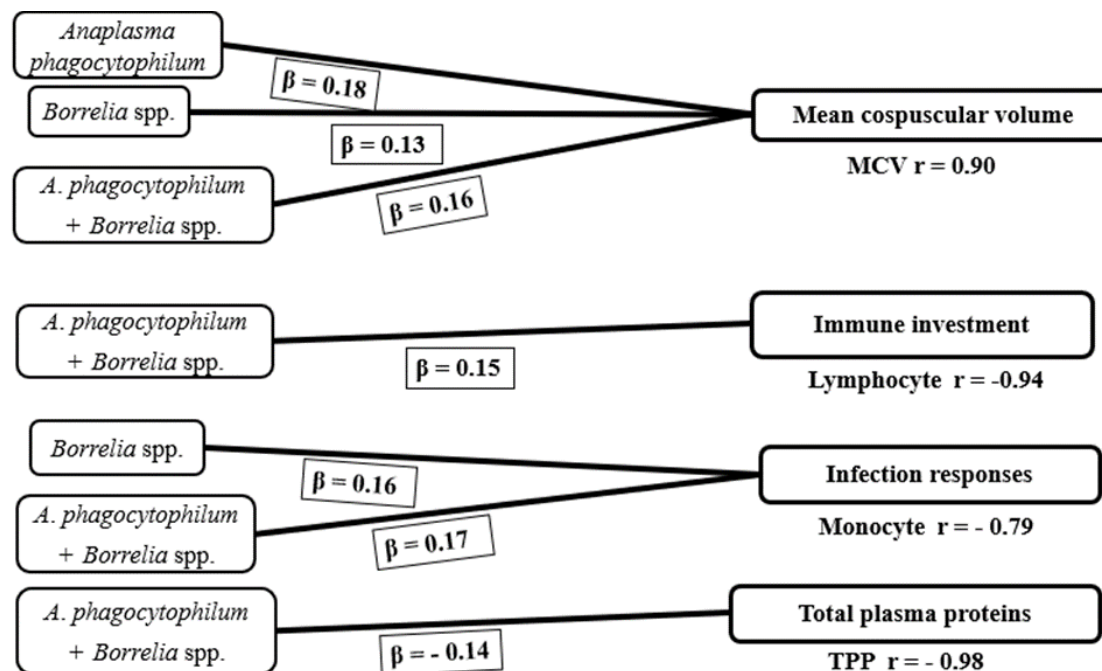 Anaplasma
phagocytophilum
β = 0.18
Borrelia spp.
β = 0.13
A. phagocytophilum
+ Borrelia spp.
β = 0.16
Mean cospuscular volume
MCV r = 0.90
A. phagocytophilum
+ Borrelia spp.
β = 0.15
Immune investment
Lymphocyte r = -0.94
Borrelia spp.
β = 0.16
A. phagocytophilum
+ Borrelia spp.
β = 0.17
Infection responses
Monocyte r = - 0.79
A. phagocytophilum
+ Borrelia spp.
β = - 0.14
Total plasma proteins
TPP r = - 0.98